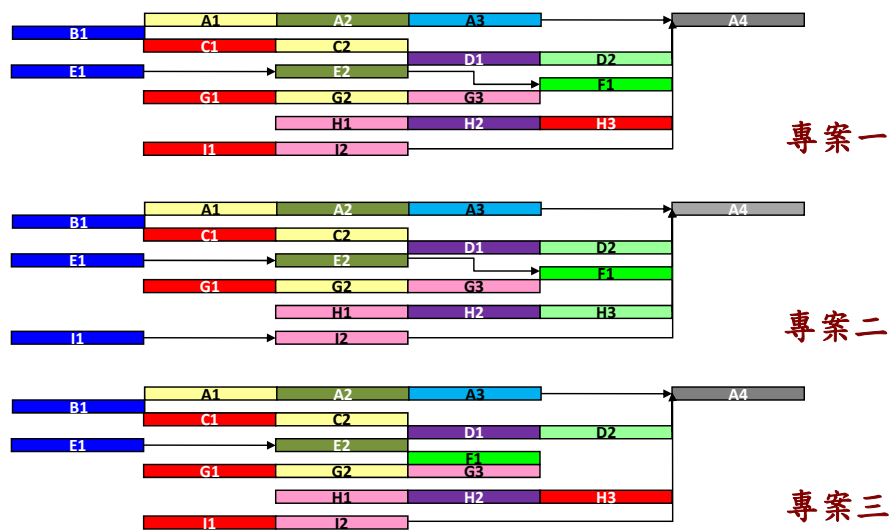 A1 A2 A3 A4
B1
C1 C2
D1 D2
E1 E2
F1
G1 G2 G3
H1 H2 H3
I1 I2
專案一
A1 A2 A3 A4
B1
C1 C2
D1 D2
E1 E2
F1
G1 G2 G3
H1 H2 H3
I1 I2
專案二
A1 A2 A3 A4
B1
C1 C2
D1 D2
E1 E2
F1
G1 G2 G3
H1 H2 H3
I1 I2
專案三